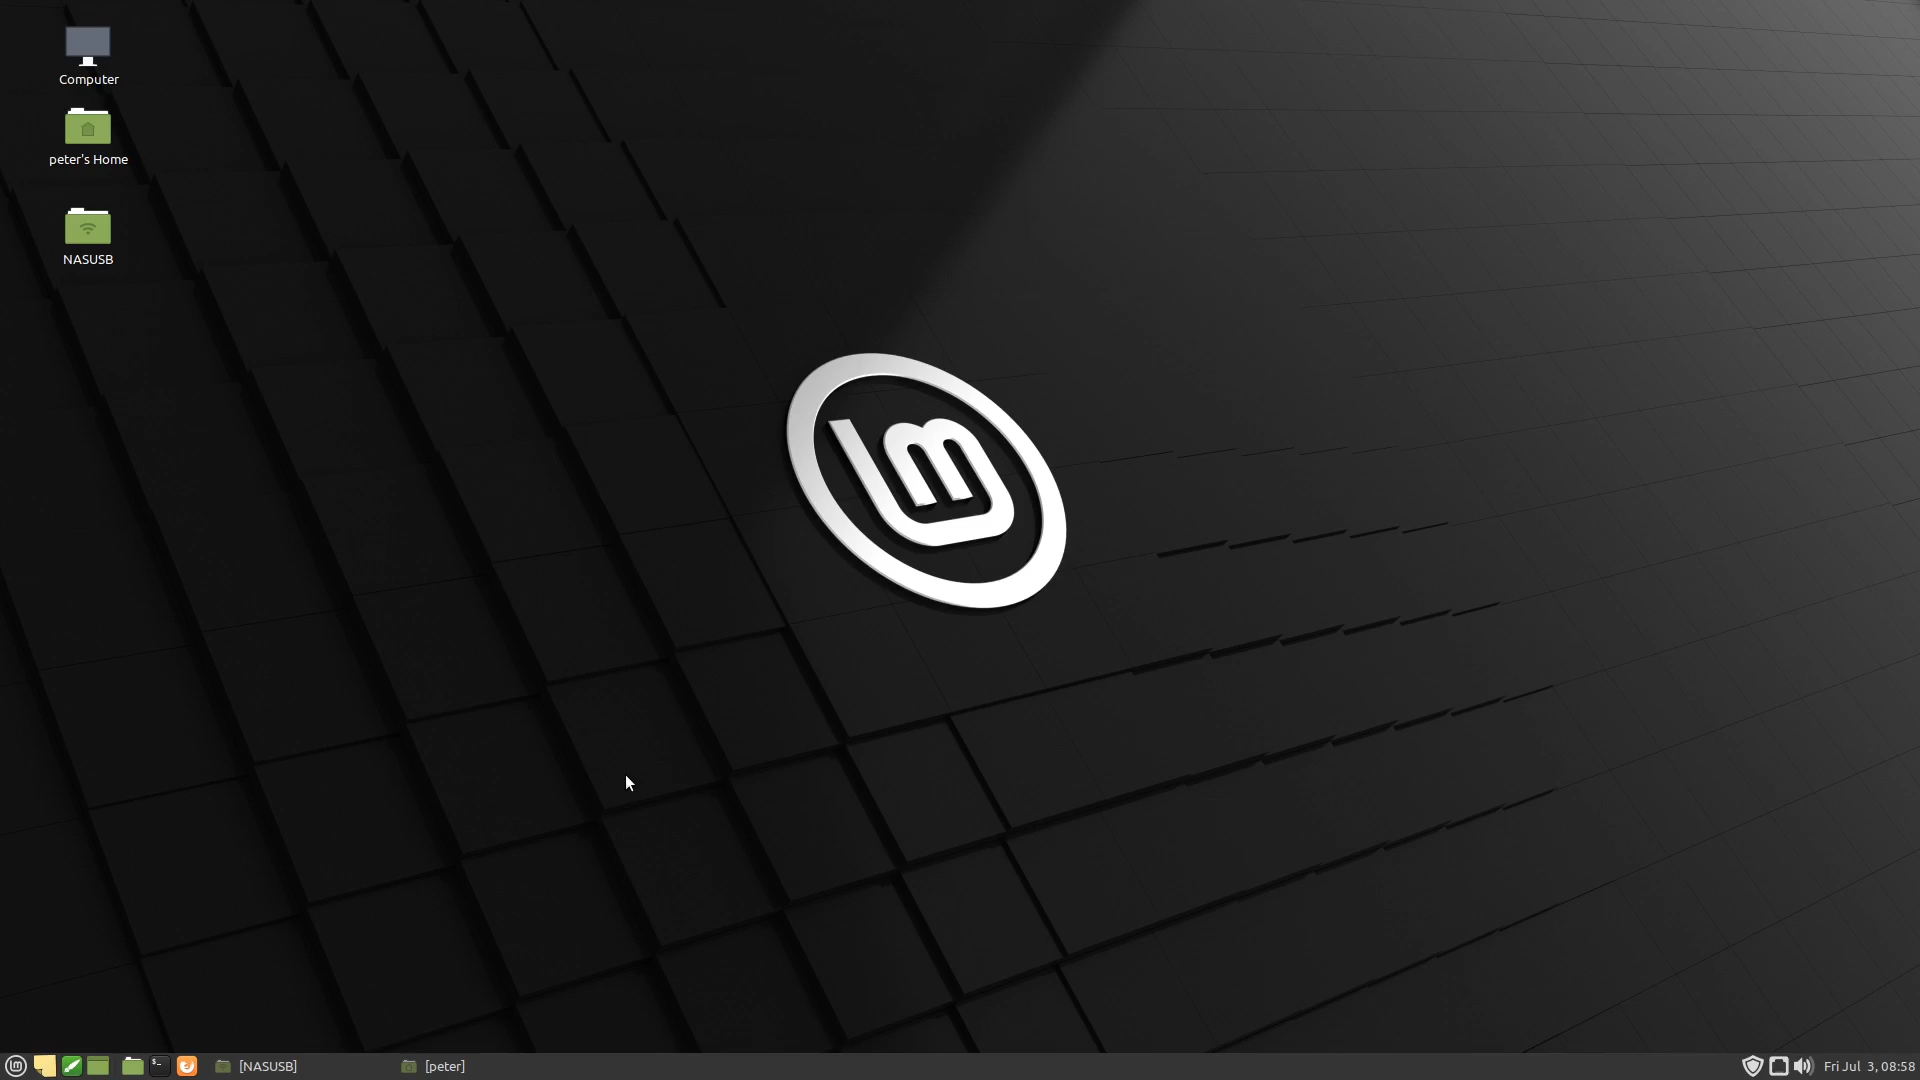 Computer
peter's Home
NASUSB
[NASUSB]
[peter]
Fri Jul 3, 08:58